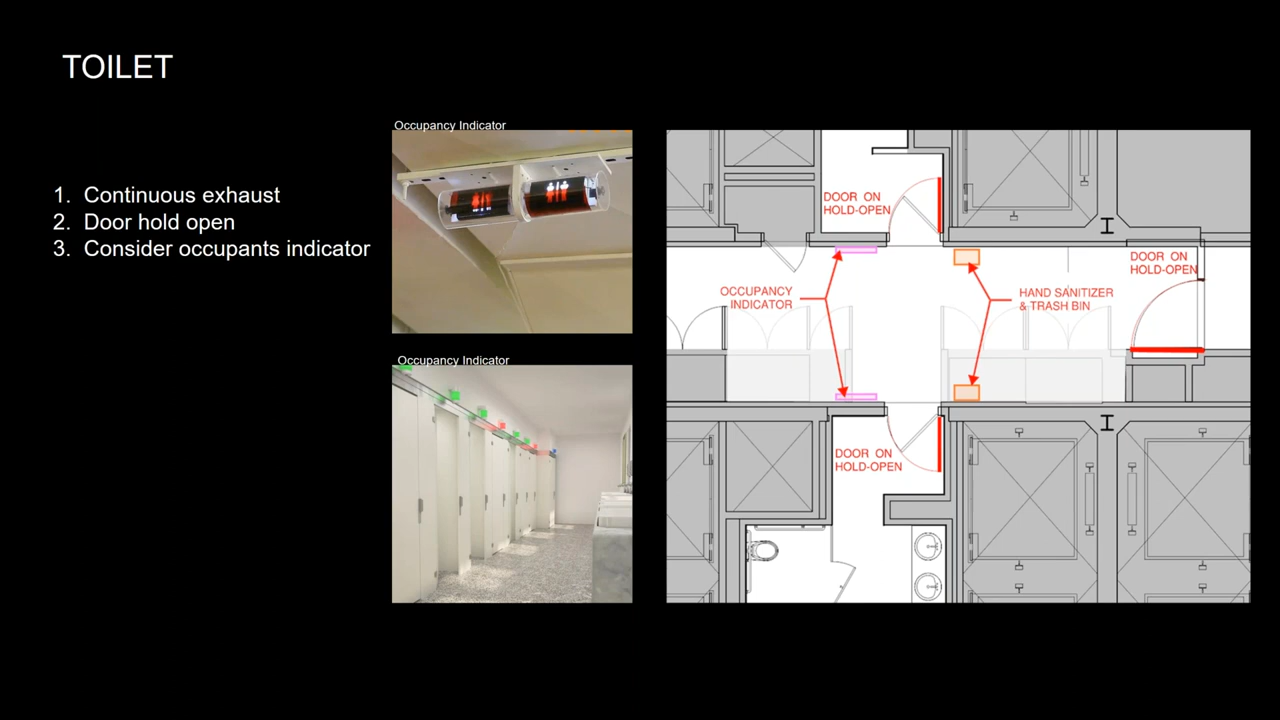 TOILET
1. Continuous exhaust
2. Door hold open
3. Consider occupants indicator
Occupancy Indicator
Occupancy Indicator
DOOR ON
HOLD-OPEN
OCCUPANCY
INDICATOR
HAND SANITIZER
& TRASH BIN
DOOR ON
HOLD-OPEN
DOOR ON
HOLD-OPEN